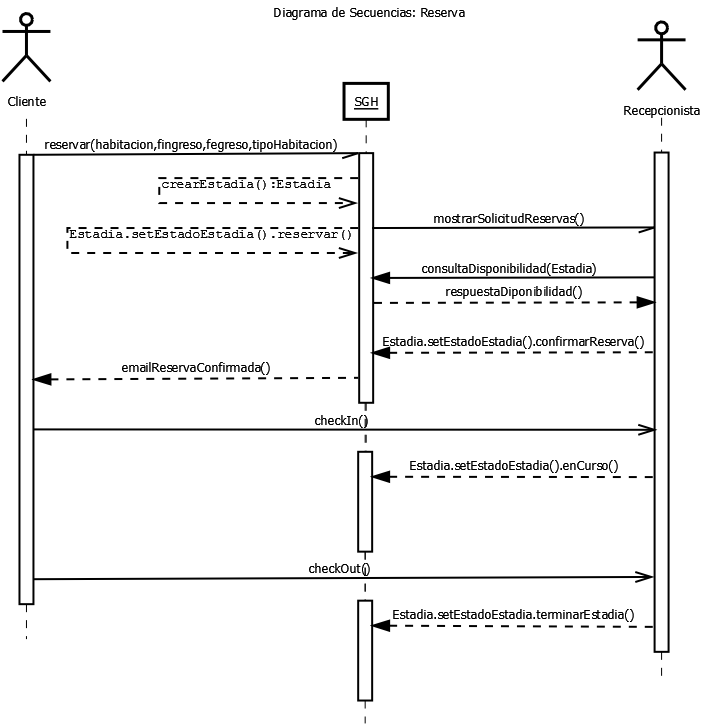 Diagrama de Secuencias: Reserva
Cliente
SGH
Recepcionista
reservar(habitacion,fingreso,fegreso,tipoHabitacion)
crearEstadia():Estadia
mostrarSolicitudReservas()
Estadia.setEstadoEstadia().reservar()
consultaDisponibilidad(Estadia)
respuestaDiponibilidad()
Estadia.setEstadoEstadia().confirmarReserva()
emailReservaConfirmada()
checkIn()
Estadia.setEstadoEstadia().enCurso()
checkOut()
Estadia.setEstadoEstadia.terminarEstadia()